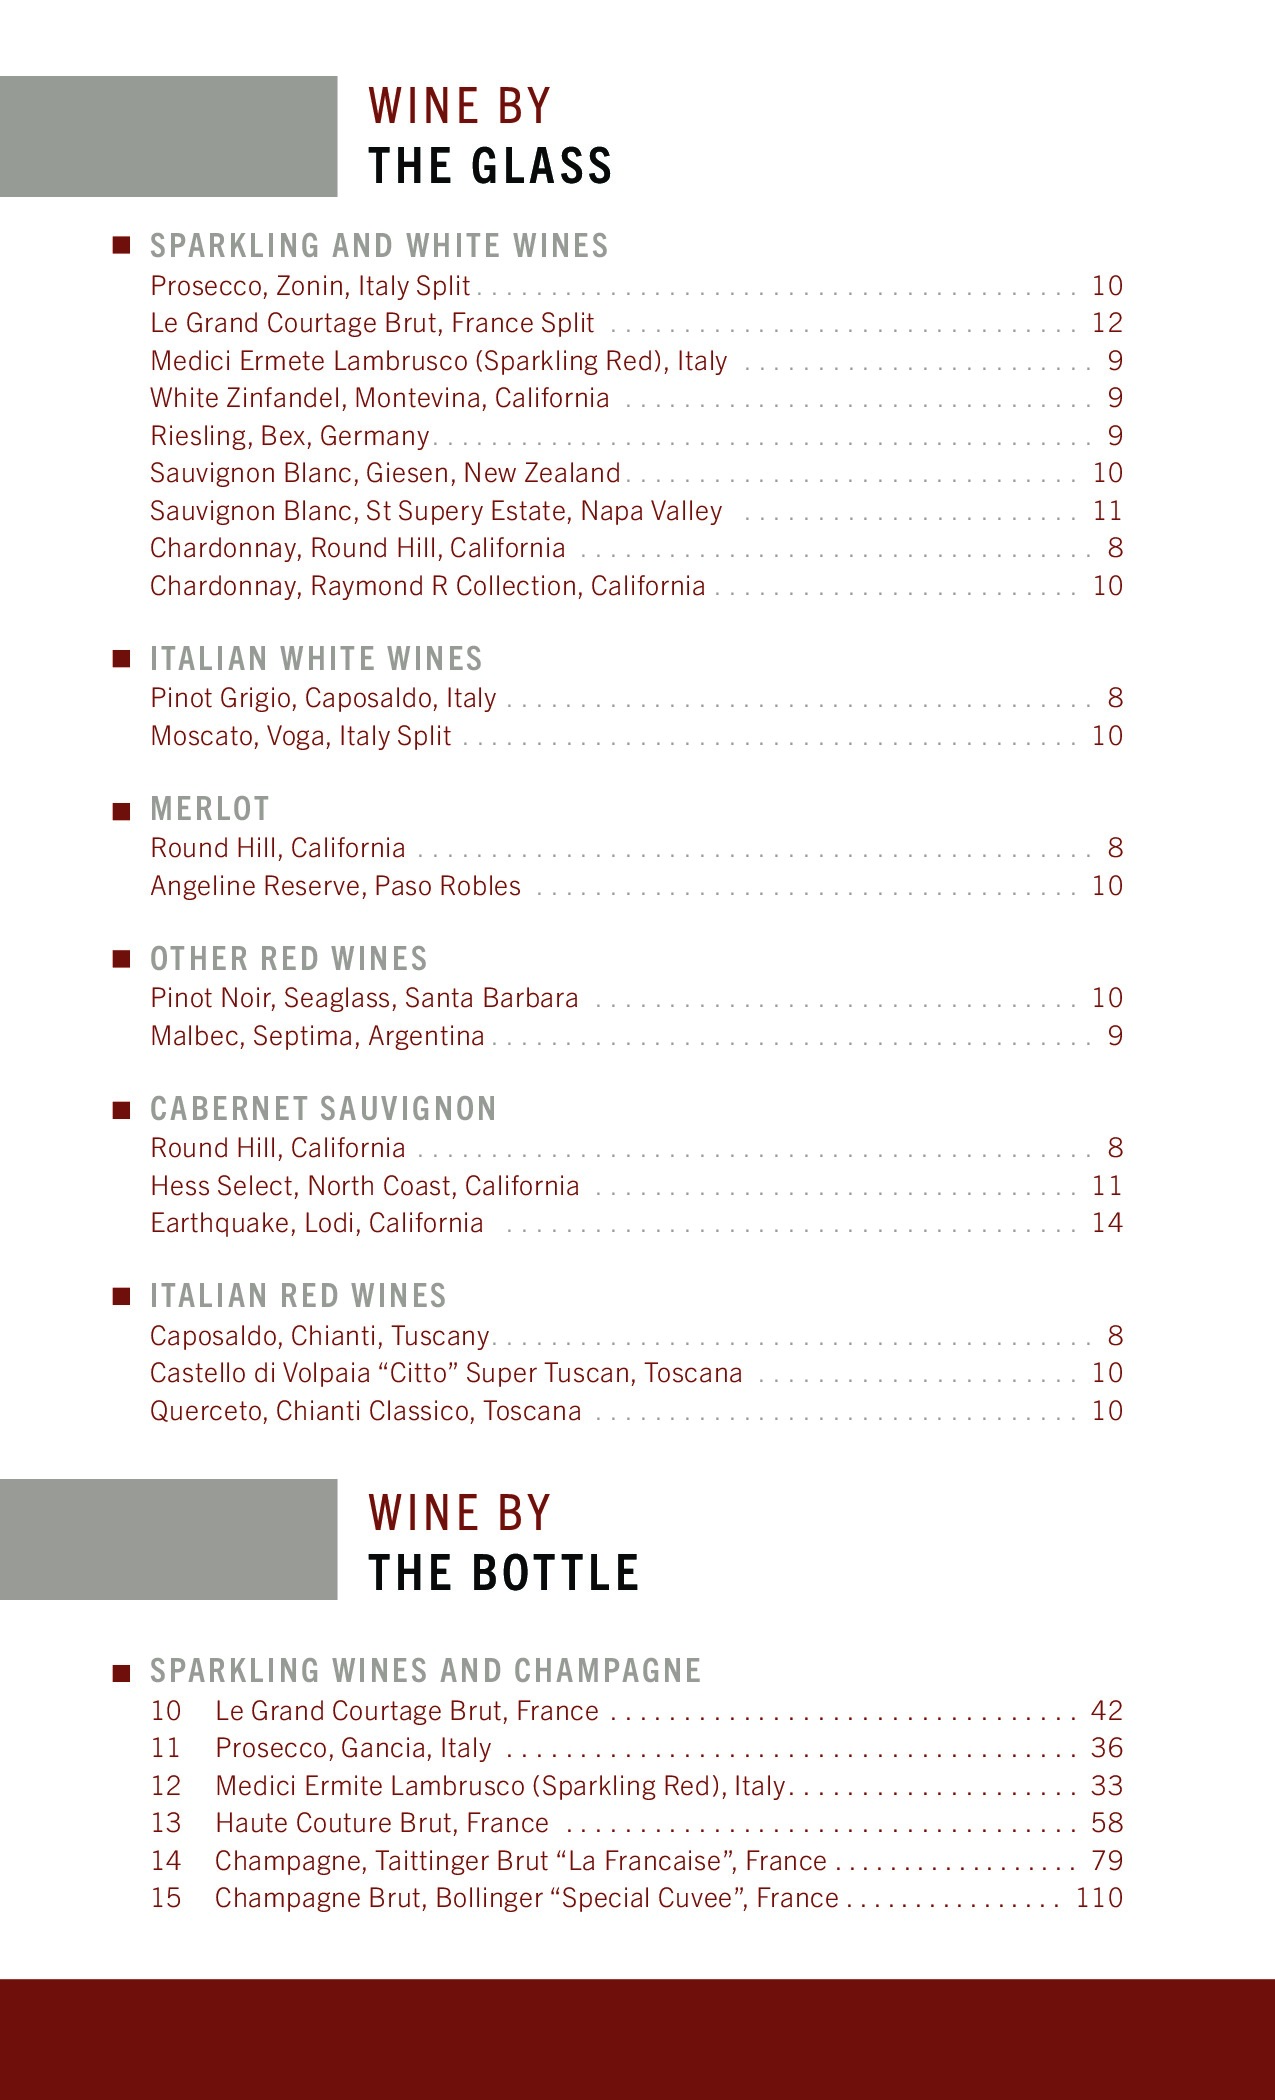 WINE BY
THE GLASS
SPARKLING AND WHITE WINES
Prosecco, Zonin, Italy Split . . . . . . . . . . . . . . . . . . . . . . . . . . . . . . . . . . . . . . . . . 10
Le Grand Courtage Brut, France Split . . . . . . . . . . . . . . . . . . . . . . . . . . . . . . . . 12
Medici Ermete Lambrusco (Sparkling Red), Italy . . . . . . . . . . . . . . . . . . . . . . . . 9
White Zinfandel, Montevina, California . . . . . . . . . . . . . . . . . . . . . . . . . . . . . . . . 9
Riesling, Bex, Germany . . . . . . . . . . . . . . . . . . . . . . . . . . . . . . . . . . . . . . . . . . . . . 9
Sauvignon Blanc, Giesen, New Zealand . . . . . . . . . . . . . . . . . . . . . . . . . . . . . . . 10
Sauvignon Blanc, St Supery Estate, Napa Valley . . . . . . . . . . . . . . . . . . . . . . . 11
Chardonnay, Round Hill, California . . . . . . . . . . . . . . . . . . . . . . . . . . . . . . . . . . . 8
Chardonnay, Raymond R Collection, California . . . . . . . . . . . . . . . . . . . . . . . . . 10
ITALIAN WHITE WINES
Pinot Grigio, Caposaldo, Italy . . . . . . . . . . . . . . . . . . . . . . . . . . . . . . . . . . . . . . . . 8
Moscato, Voga, Italy Split . . . . . . . . . . . . . . . . . . . . . . . . . . . . . . . . . . . . . . . . . . 10
MERLOT
Round Hill, California . . . . . . . . . . . . . . . . . . . . . . . . . . . . . . . . . . . . . . . . . . . . . . 8
Angeline Reserve, Paso Robles . . . . . . . . . . . . . . . . . . . . . . . . . . . . . . . . . . . . . 10
OTHER RED WINES
Pinot Noir, Seaglass, Santa Barbara . . . . . . . . . . . . . . . . . . . . . . . . . . . . . . . . . 10
Malbec, Septima, Argentina . . . . . . . . . . . . . . . . . . . . . . . . . . . . . . . . . . . . . . . . . 9
CABERNET SAUVIGNON
Round Hill, California . . . . . . . . . . . . . . . . . . . . . . . . . . . . . . . . . . . . . . . . . . . . . . 8
Hess Select, North Coast, California . . . . . . . . . . . . . . . . . . . . . . . . . . . . . . . . . 11
Earthquake, Lodi, California . . . . . . . . . . . . . . . . . . . . . . . . . . . . . . . . . . . . . . . 14
ITALIAN RED WINES
Caposaldo, Chianti, Tuscany . . . . . . . . . . . . . . . . . . . . . . . . . . . . . . . . . . . . . . . . . 8
Castello di Volpaia “Citto” Super Tuscan, Toscana . . . . . . . . . . . . . . . . . . . . . . 10
Querceto, Chianti Classico, Toscana . . . . . . . . . . . . . . . . . . . . . . . . . . . . . . . . . 10
WINE BY
THE BOTTLE
SPARKLING WINES AND CHAMPAGNE
10 Le Grand Courtage Brut, France . . . . . . . . . . . . . . . . . . . . . . . . . . . . . . . . 42
11 Prosecco, Gancia, Italy . . . . . . . . . . . . . . . . . . . . . . . . . . . . . . . . . . . . . . . 36
12 Medici Ermite Lambrusco (Sparkling Red), Italy . . . . . . . . . . . . . . . . . . . . 33
13 Haute Couture Brut, France . . . . . . . . . . . . . . . . . . . . . . . . . . . . . . . . . . . 58
14 Champagne, Taittinger Brut “La Francaise”, France . . . . . . . . . . . . . . . . . . 79
15 Champagne Brut, Bollinger “Special Cuvee”, France . . . . . . . . . . . . . . . . 110